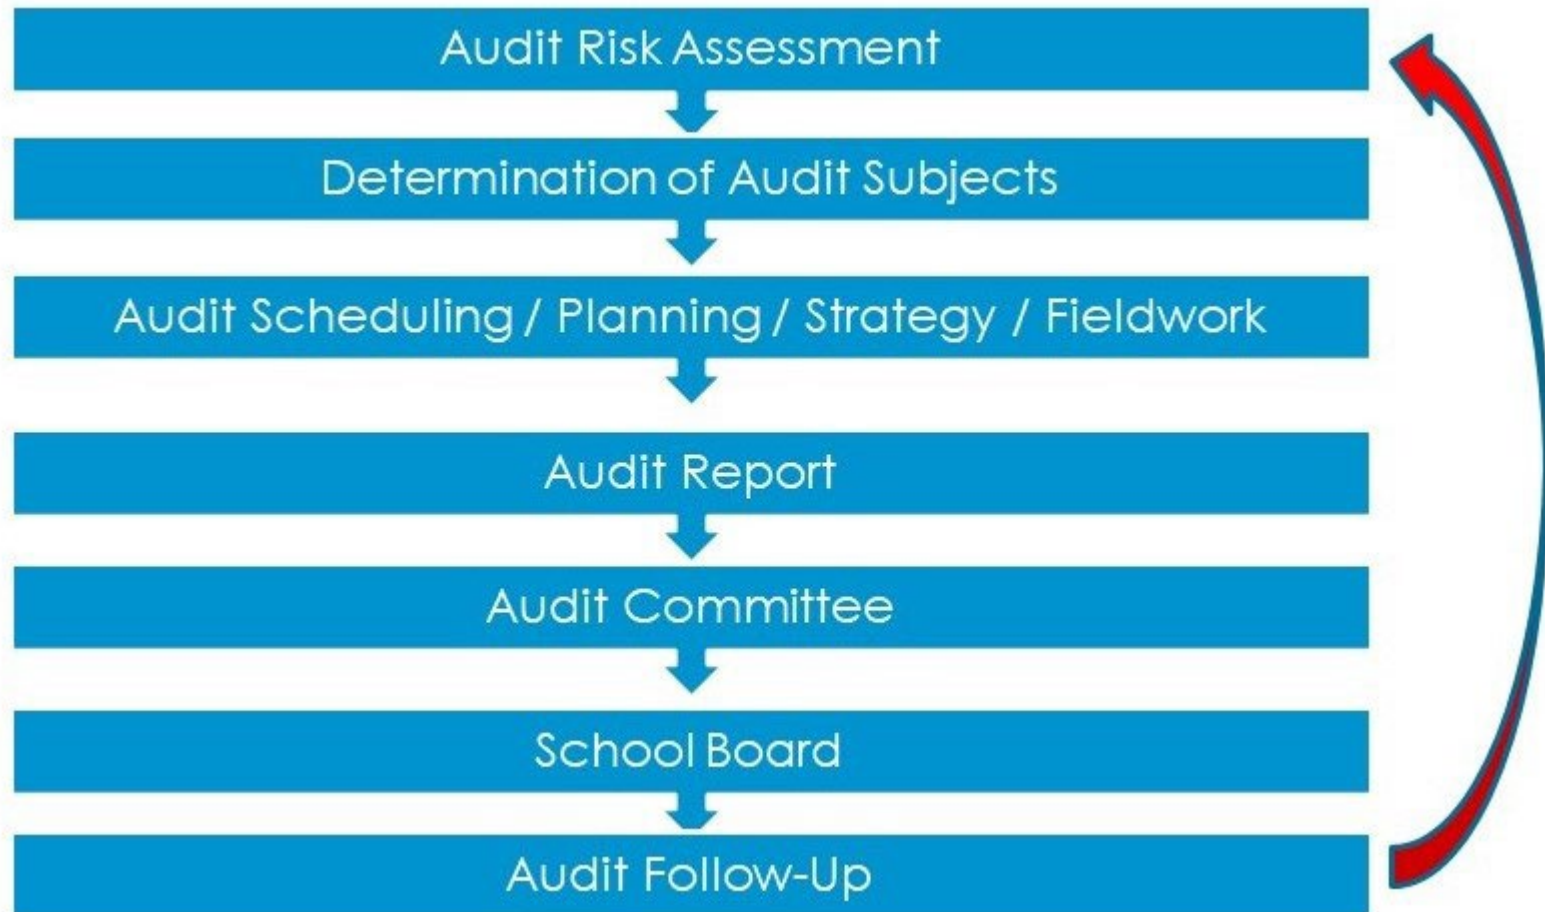 Audit Risk Assessment
Determination of Audit Subjects
Audit Scheduling / Planning / Strategy / Fieldwork
Audit Report
Audit Committee
School Board
Audit Follow-Up